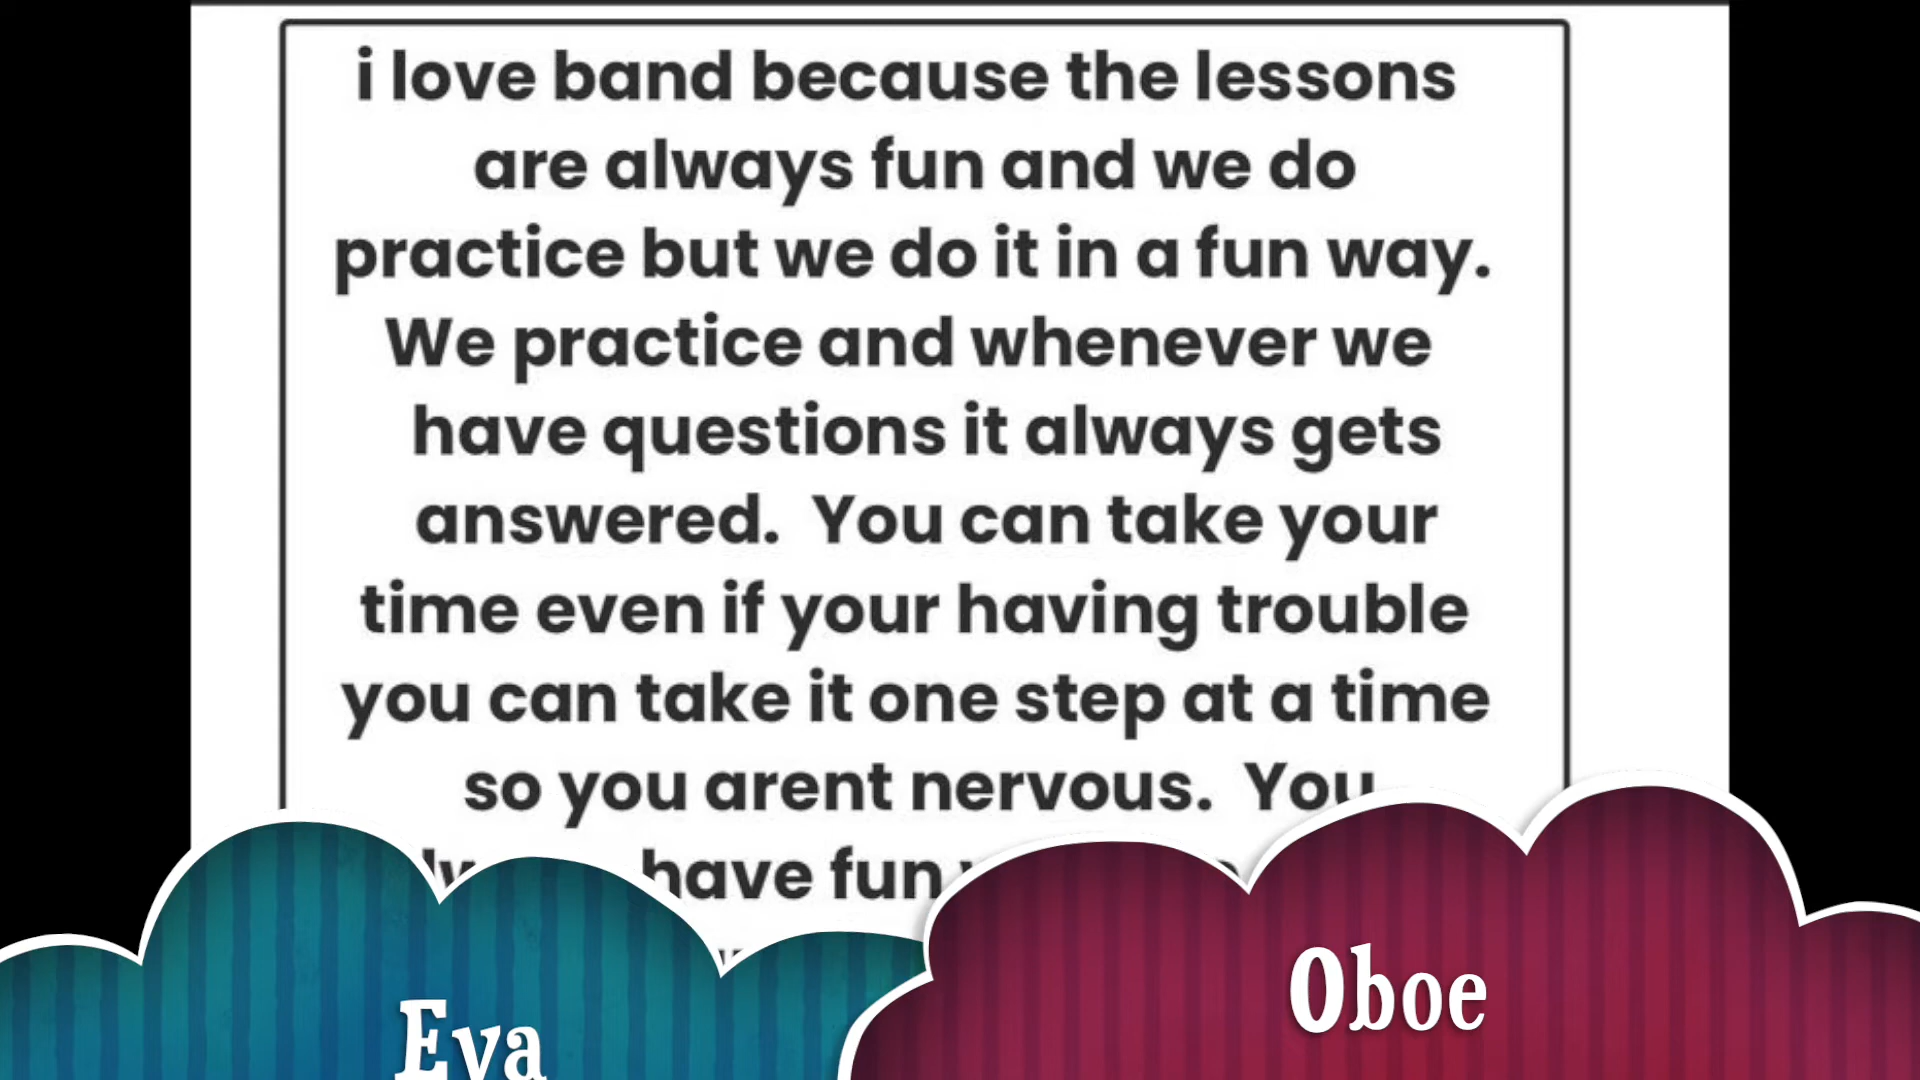 i love band because the lessons
are always fun and we do
practice but we do it in a fun way.
We practice and whenever we
have questions it always gets
answered.  You can take your
time even if your having trouble
you can take it one step at a time
so you arent nervous.  You
have fun
Oboe
Eva